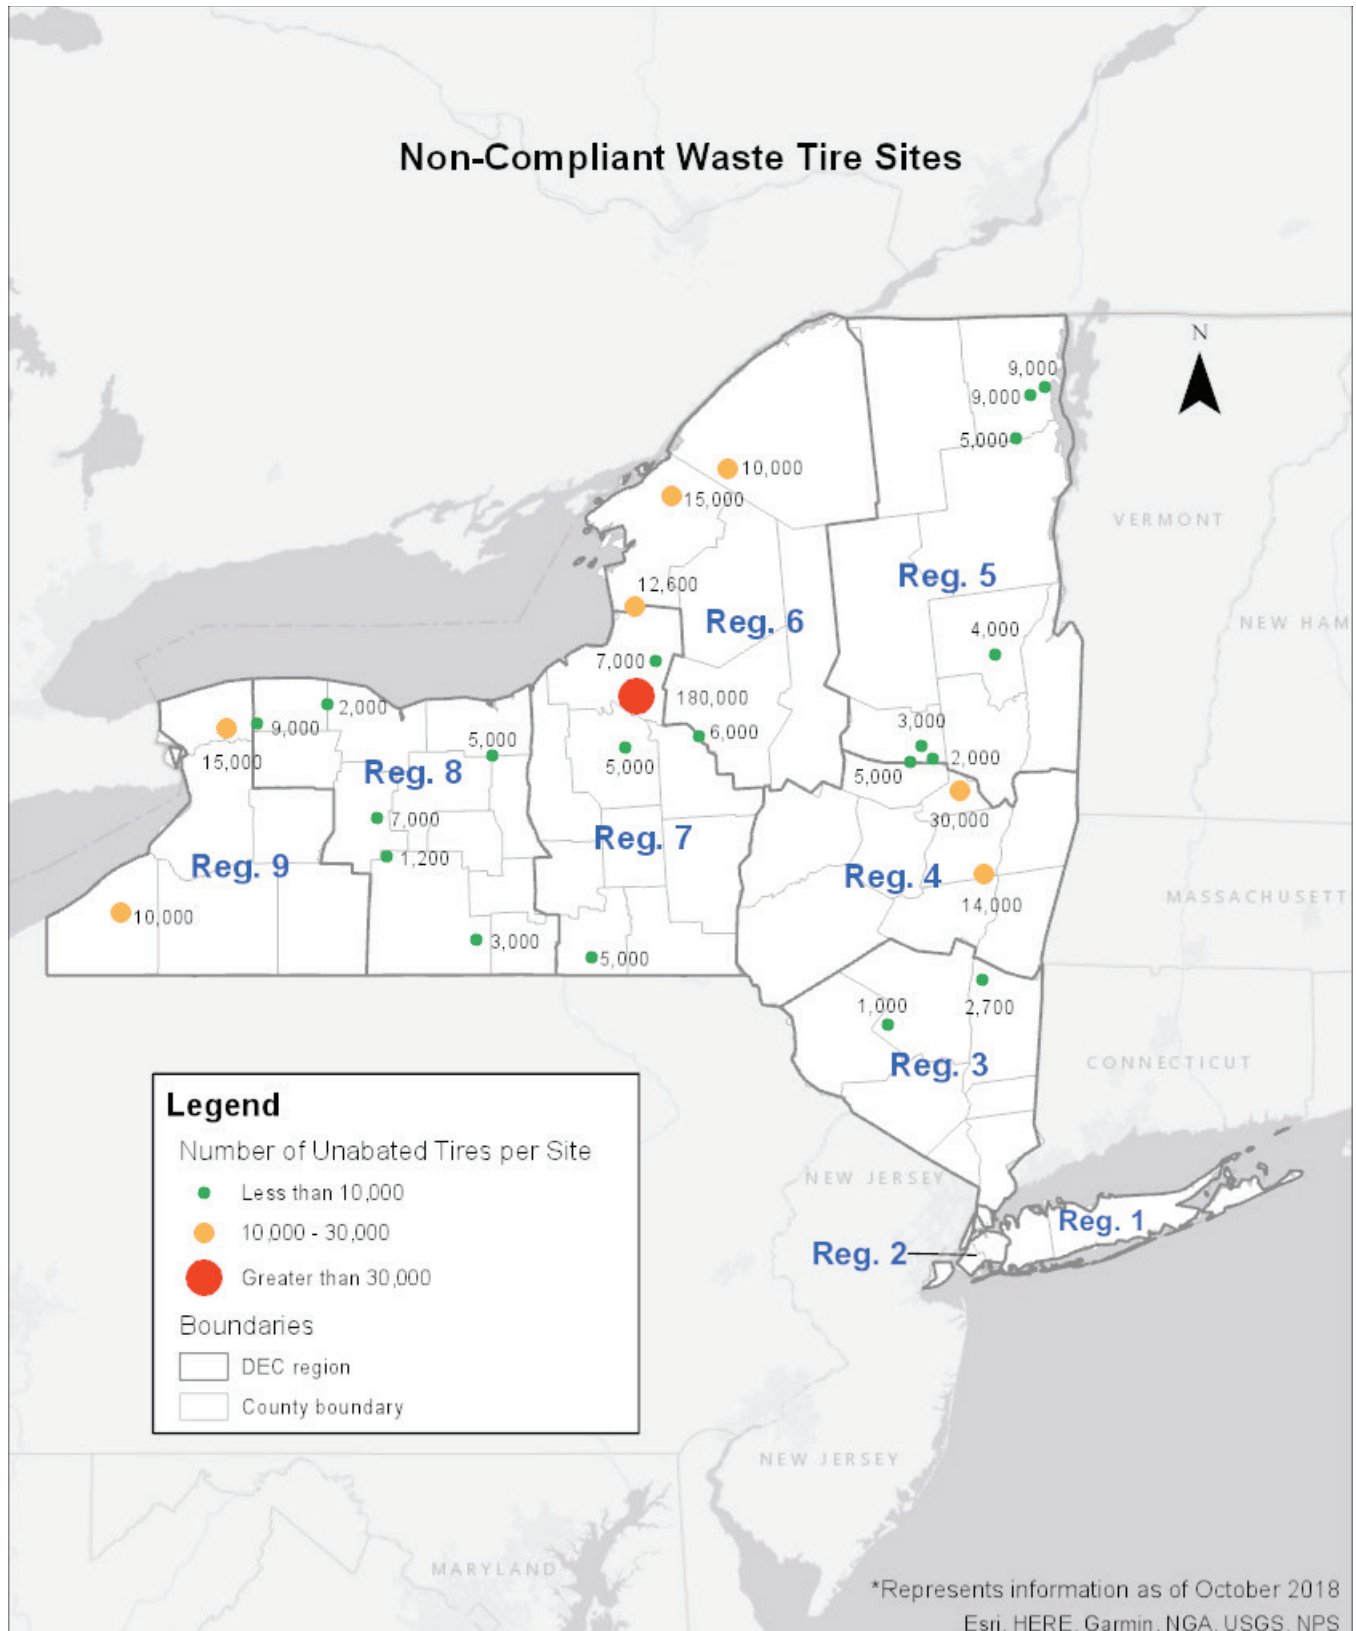 Non-Compliant Waste Tire Sites
N
9,000
9,000
5,000
10,000
15,000
VERMONT
Reg. 5
12,600
Reg. 6
NEW HAM
4,000
7,000
180,000
2,000
9,000
3,000
6,000
5,000
15,000
5,000
2,000
Reg. 8
5,000
30,000
7,000
Reg. 7
1,200
Reg. 9
Reg. 4
MASSACHUSETT
14,000
10,000
3,000
5,000
1,000
2,700
Reg. 3
CONNECTICUT
Legend
Number of Unabated Tires per Site
Less than 10,000
10,000 - 30,000
Greater than 30,000
Boundaries
DEC region
County boundary
NEW JERSEY
Reg. 1
Reg. 2
NEW JERSEY
MARYLAND
*Represents information as of October 2018
Esri, HERE, Garmin, NGA, USGS, NPS